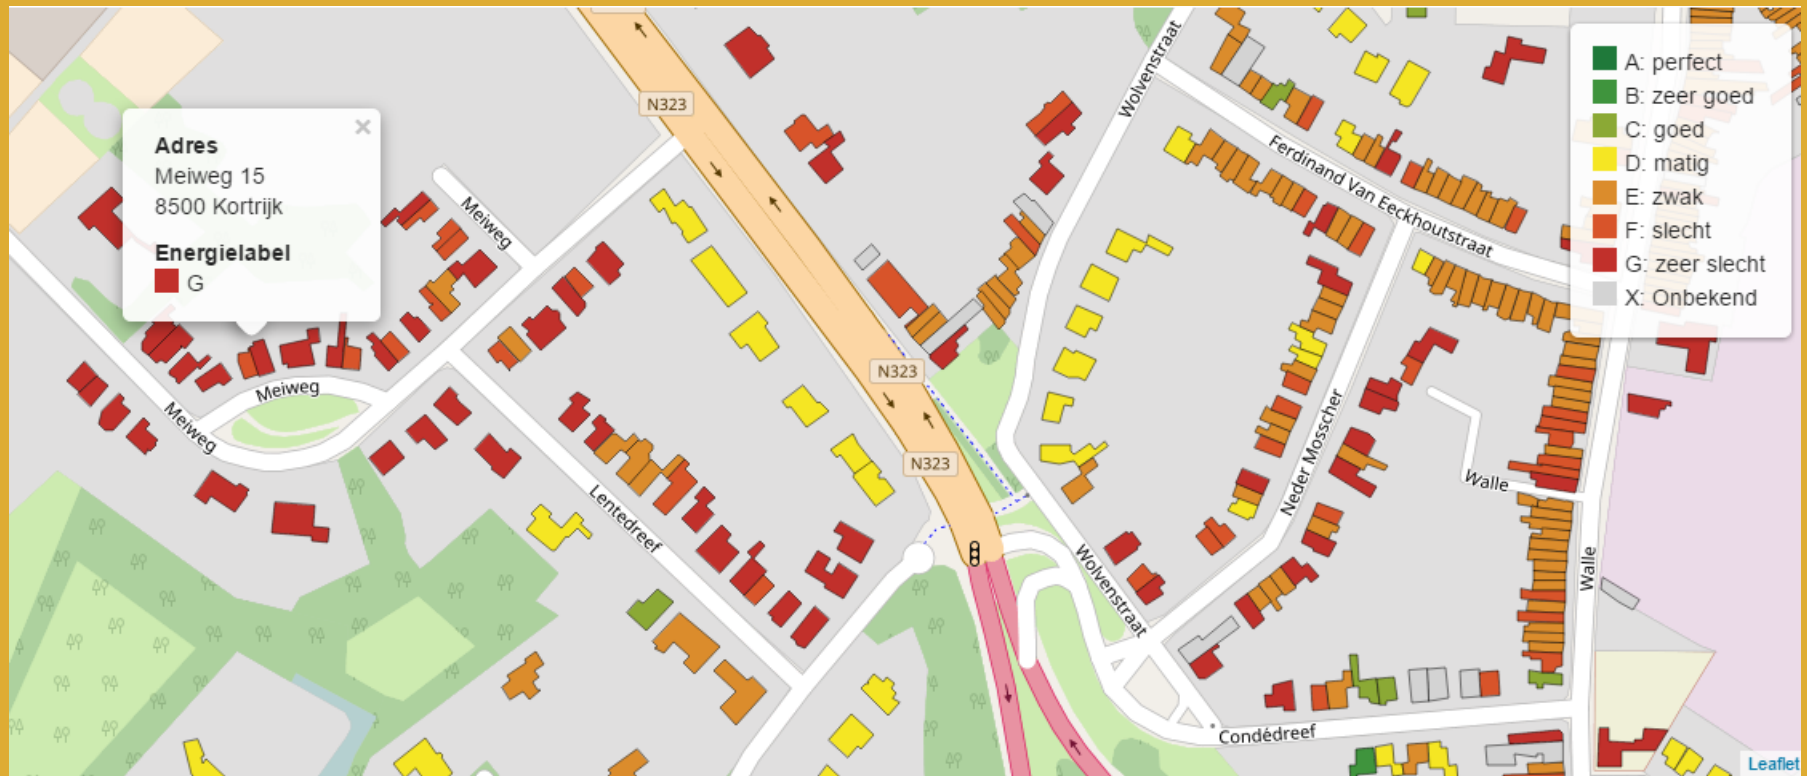 Adres
Meiweg 15
8500 Kortrijk
Energielabel
G
×
N323
N323
N323
Meiweg
Meiweg
Meiweg
Lentedreef
Wolvenstraat
Wolvenstraat
Ferdinand Van Eeckhoutstraat
Neder Mosscher
Walle
Walle
Condédreef
A: perfect
B: zeer goed
C: goed
D: matig
E: zwak
F: slecht
G: zeer slecht
X: Onbekend
Leaflet